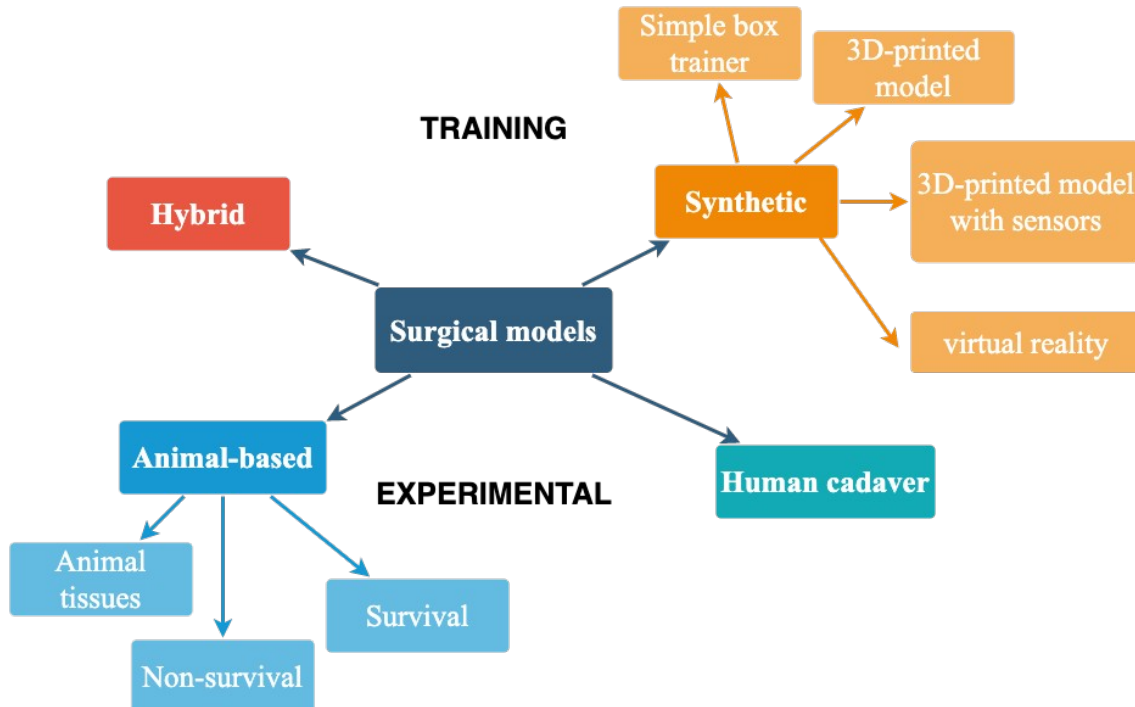 Simple box
trainer
3D-printed
model
TRAINING
Hybrid
Synthetic
3D-printed model
with sensors
Surgical models
virtual reality
Animal-based
EXPERIMENTAL
Human cadaver
Animal
tissues
Survival
Non-survival